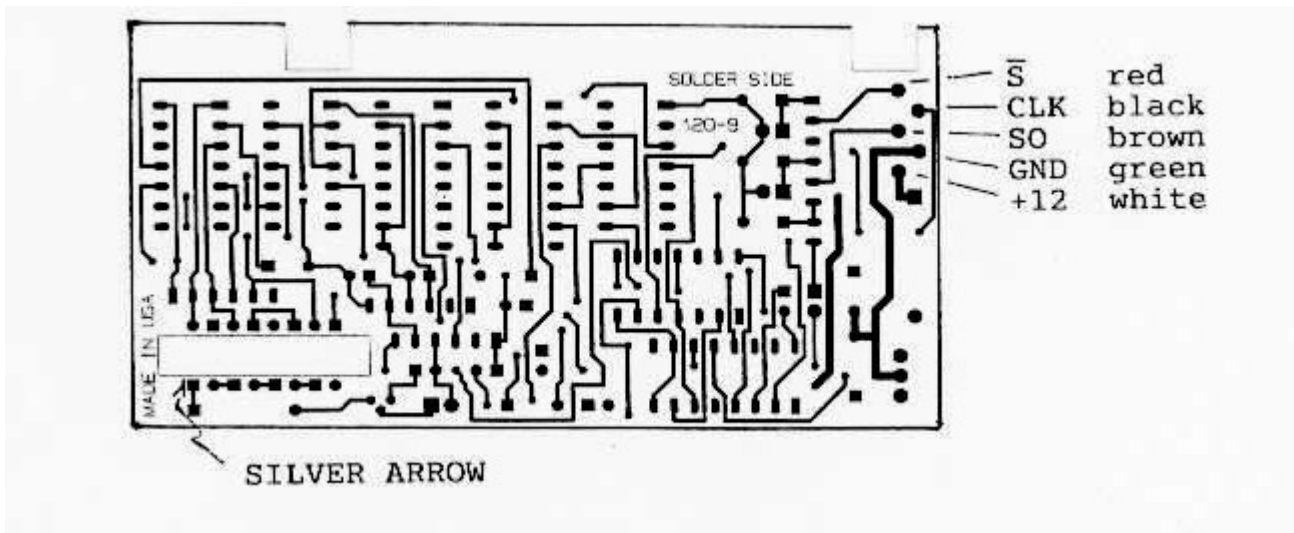 SOLDER SIDE
120-9
S̅ red
CLK black
SO brown
GND green
+12 white
MADE IN USA
SILVER ARROW